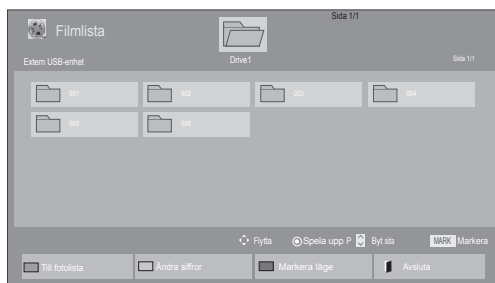 Sida 1/1
Filmlista
Drive1
Extern USB-enhet
Sida 1/1
001 002 003 004
005 006
Flytta Spela upp P Byt sida MARK Markera
Till fotolista Ändra siffror Markera läge Avsluta